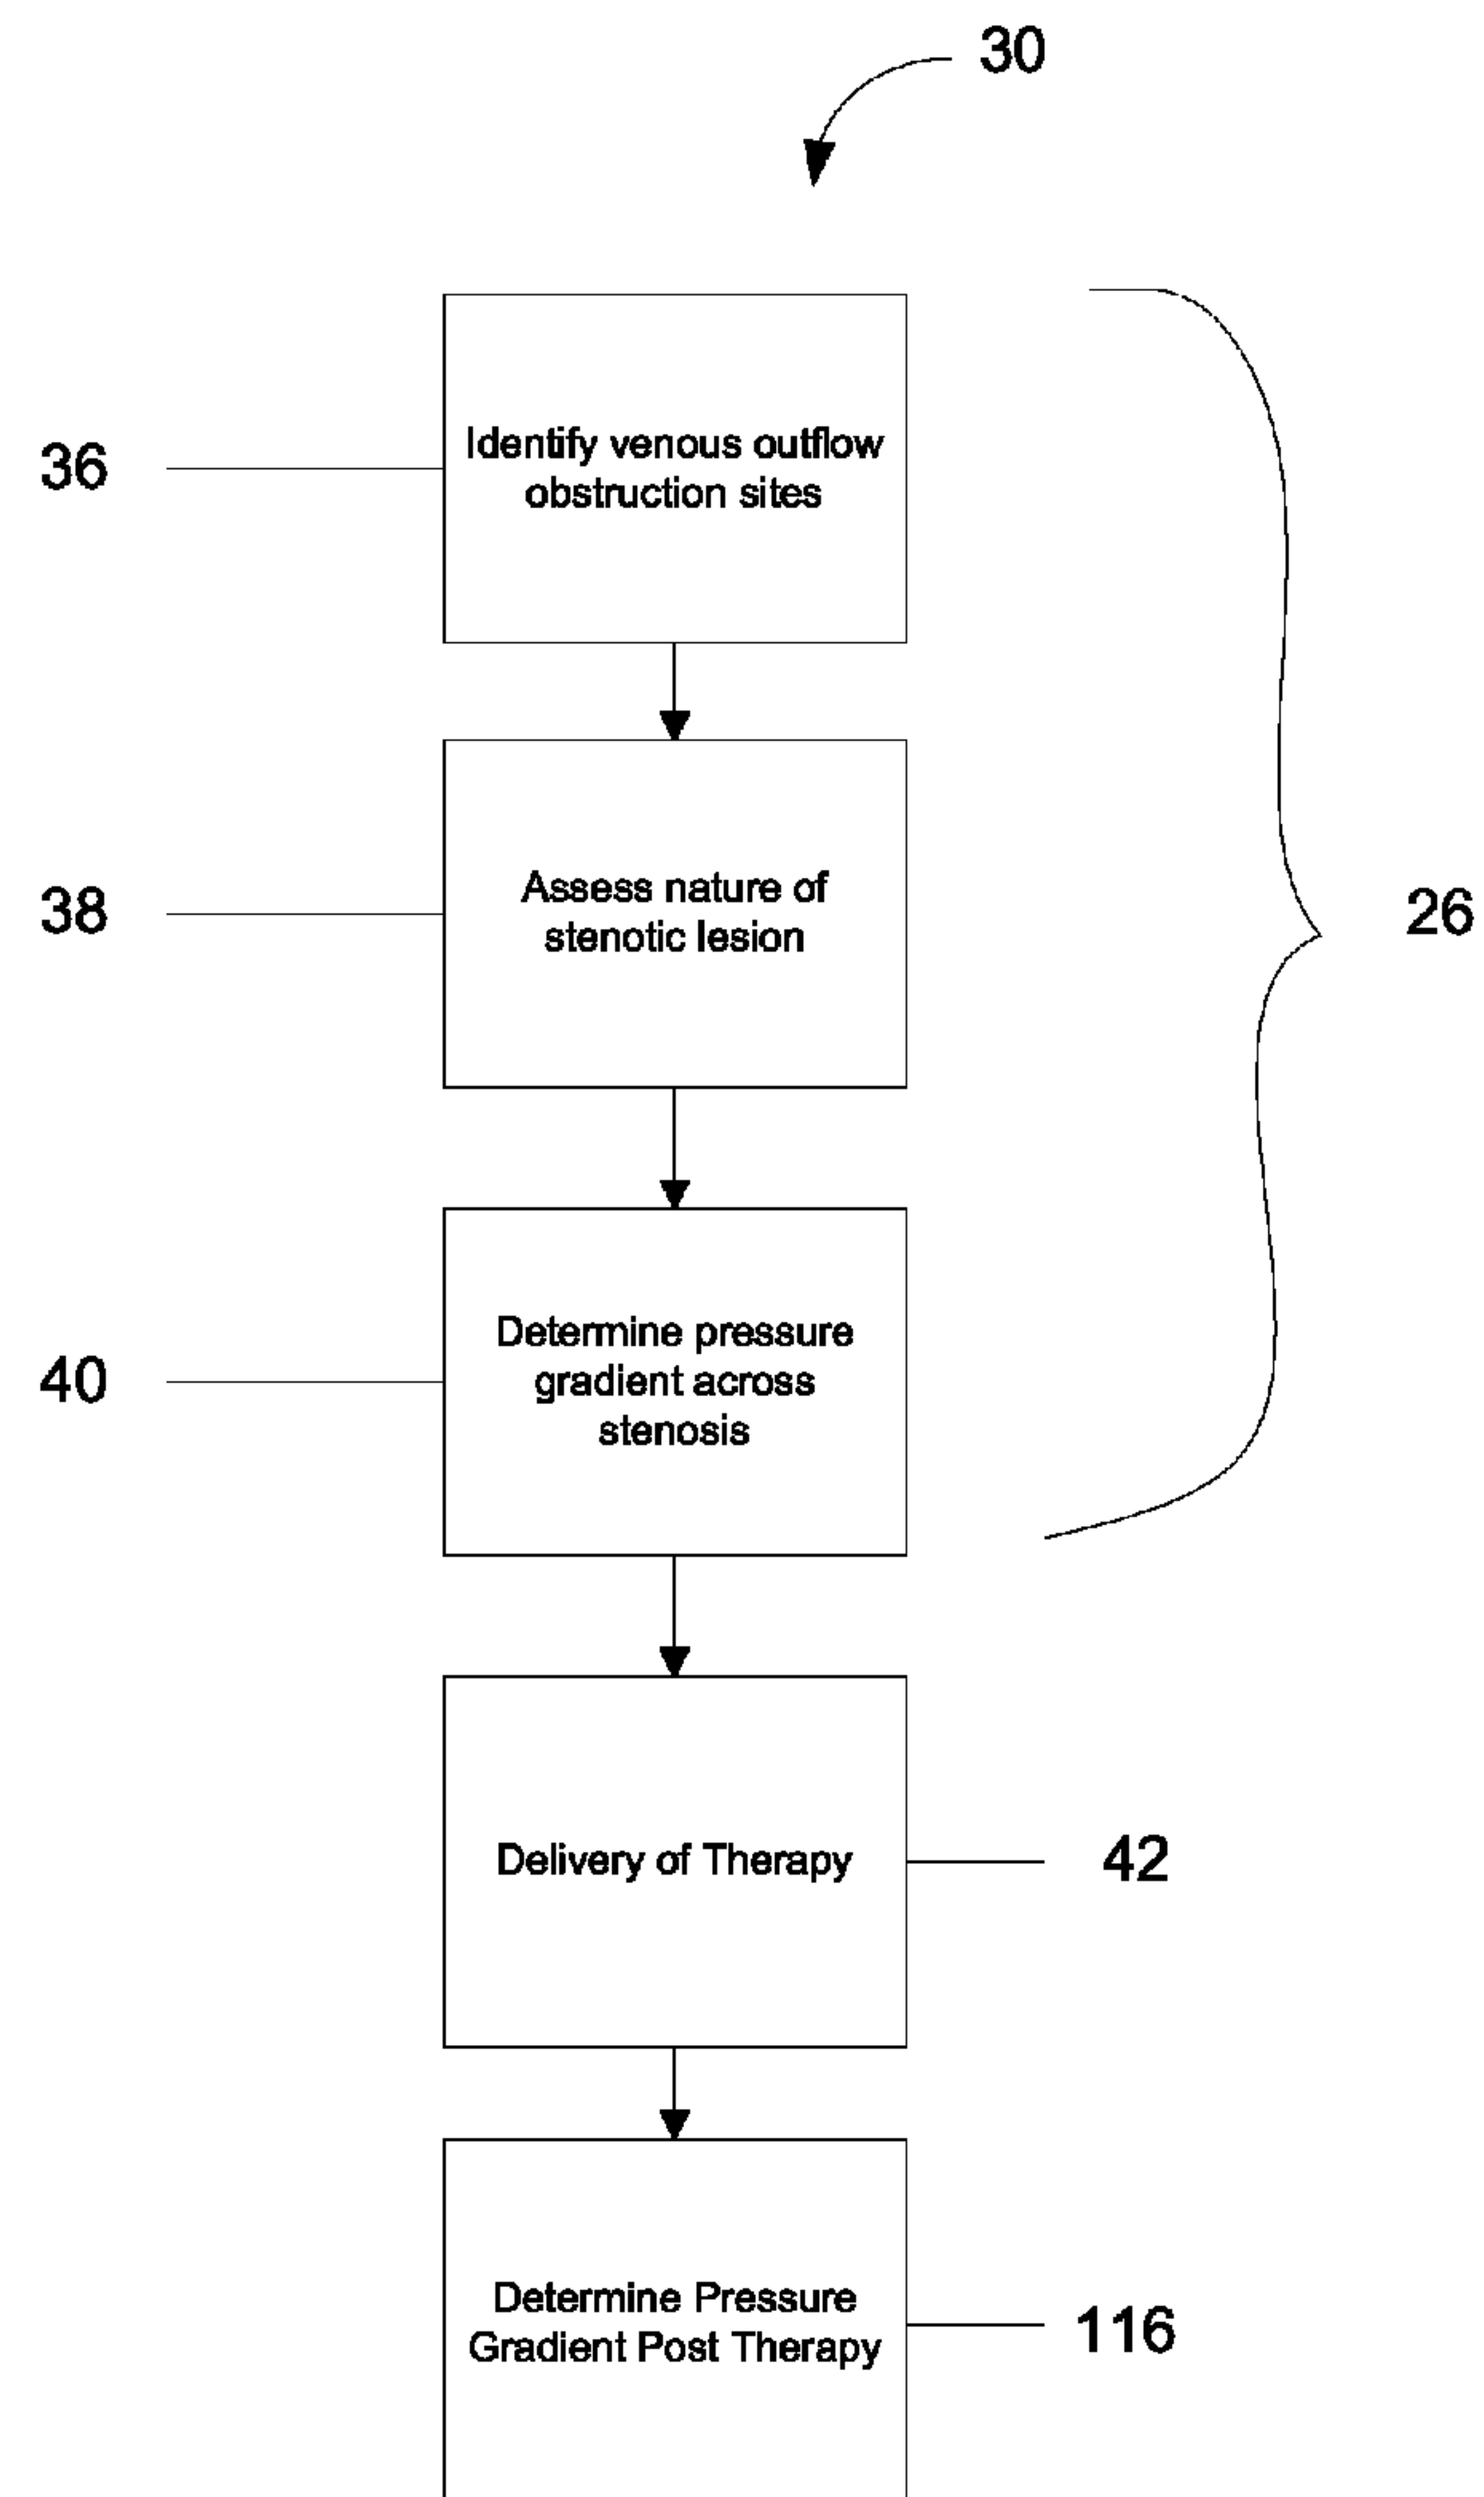 30
36
Identify venous outflow
obstruction sites
38
Assess nature of
stenotic lesion
26
40
Determine pressure
gradient across
stenosis
Delivery of Therapy
42
Determine Pressure
Gradient Post Therapy
116